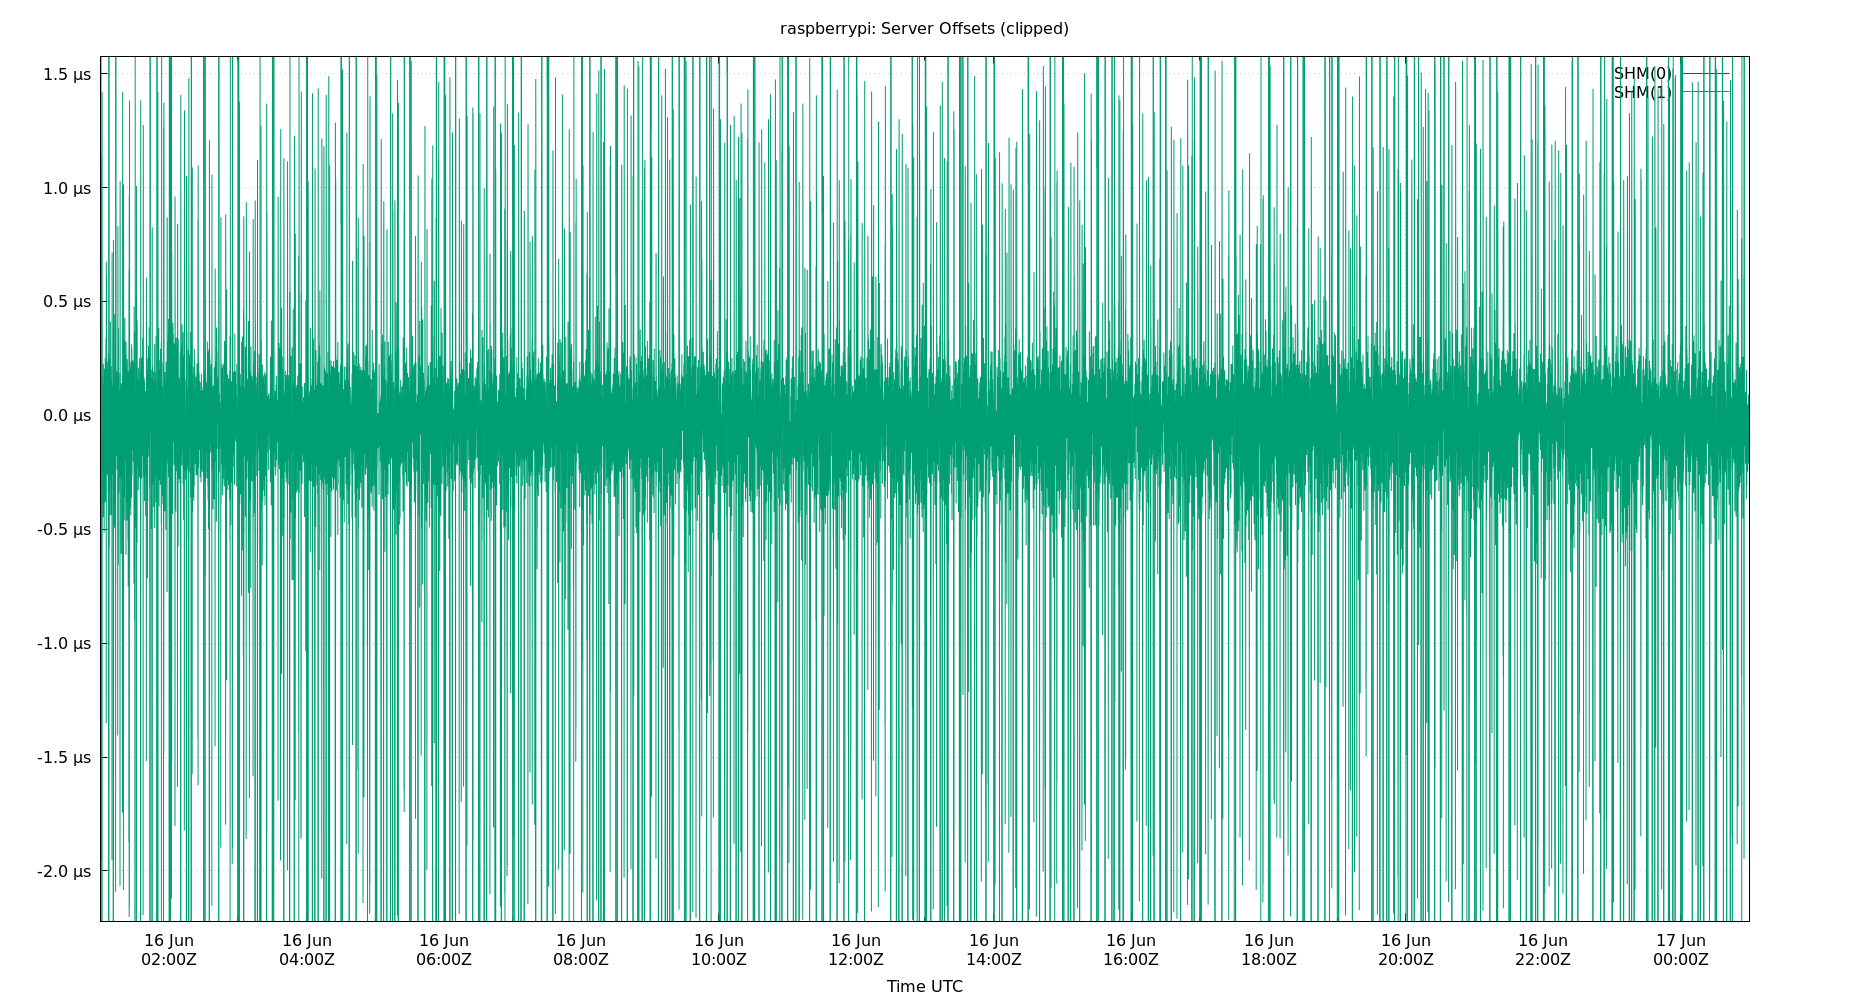 raspberrypi: Server Offsets (clipped)
SHM(0)
SHM(1)
1.5 µs
1.0 µs
0.5 µs
0.0 µs
-0.5 µs
-1.0 µs
-1.5 µs
-2.0 µs
16 Jun 16 Jun 16 Jun 16 Jun 16 Jun 16 Jun 16 Jun 16 Jun 16 Jun 16 Jun 16 Jun 17 Jun
02:00Z 04:00Z 06:00Z 08:00Z 10:00Z 12:00Z 14:00Z 16:00Z 18:00Z 20:00Z 22:00Z 00:00Z
Time UTC